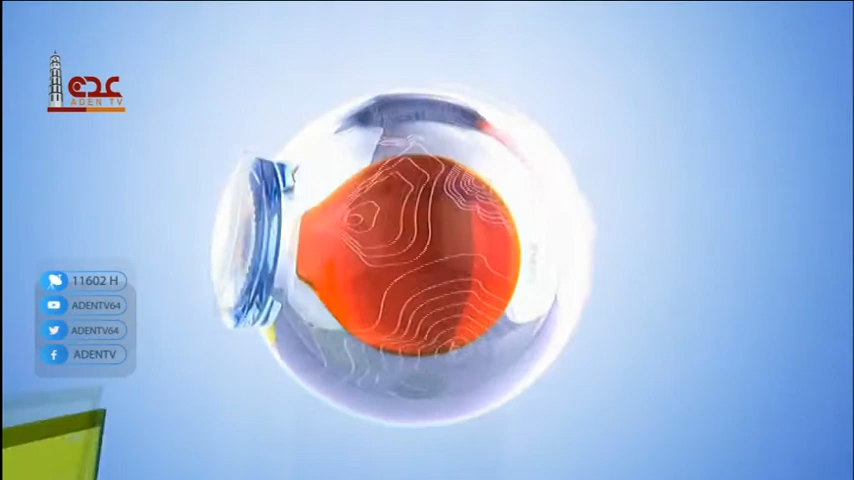 عدن
ADEN TV
11602 H
ADENTV64
ADENTV64
ADENTV